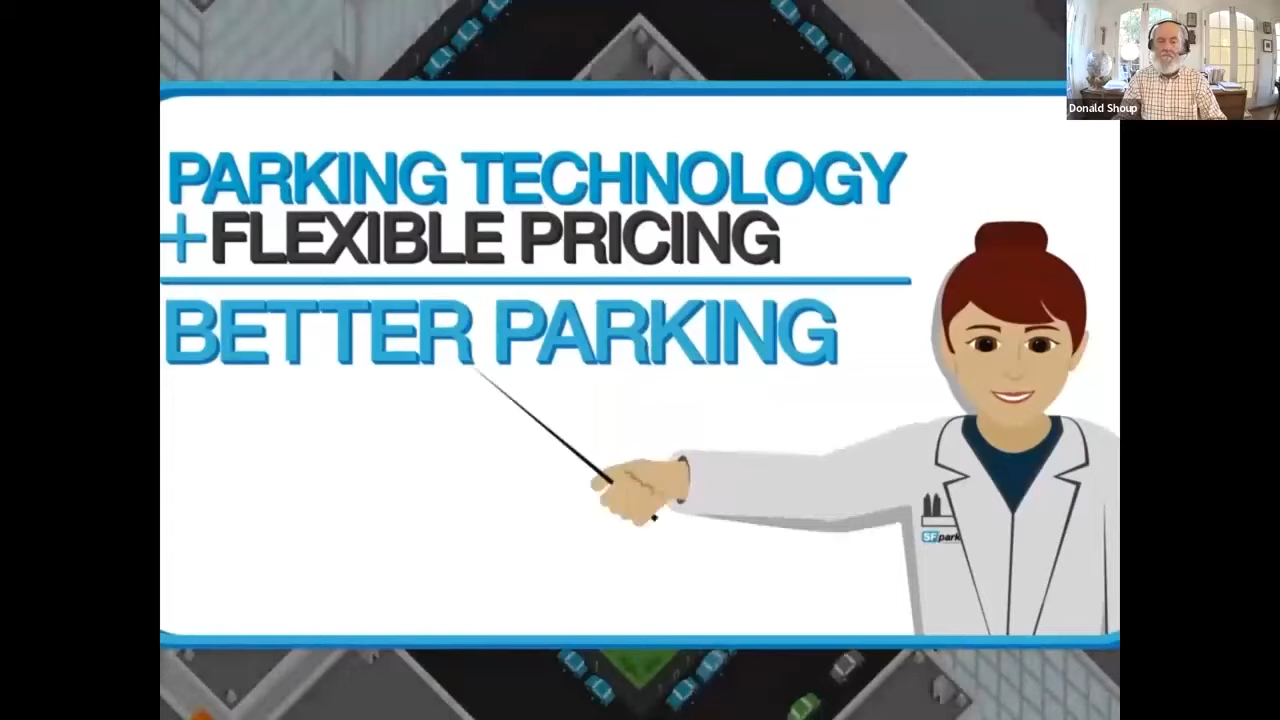 Donald Shoup
PARKING TECHNOLOGY
+FLEXIBLE PRICING
BETTER PARKING
SFpark